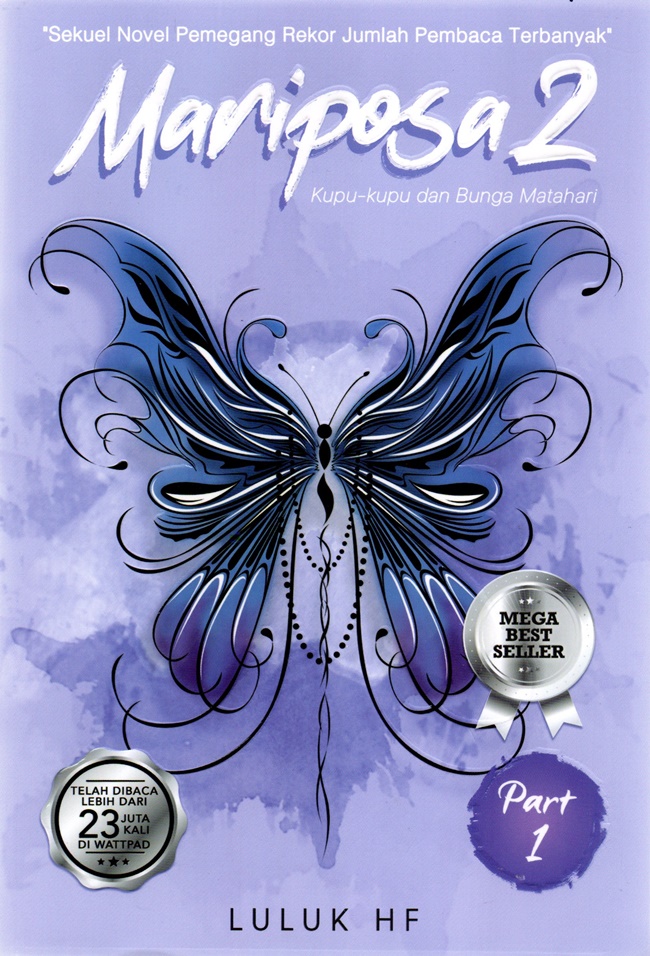 "Sekuel Novel Pemegang Rekor Jumlah Pembaca Terbanyak"
Mariposa 2
Kupu-kupu dan Bunga Matahari
MEGA
BEST
SELLER
TELAH DIBACA
LEBIH DARI
23 JUTA
KALI
DI WATTPAD
Part
1
LULUK HF